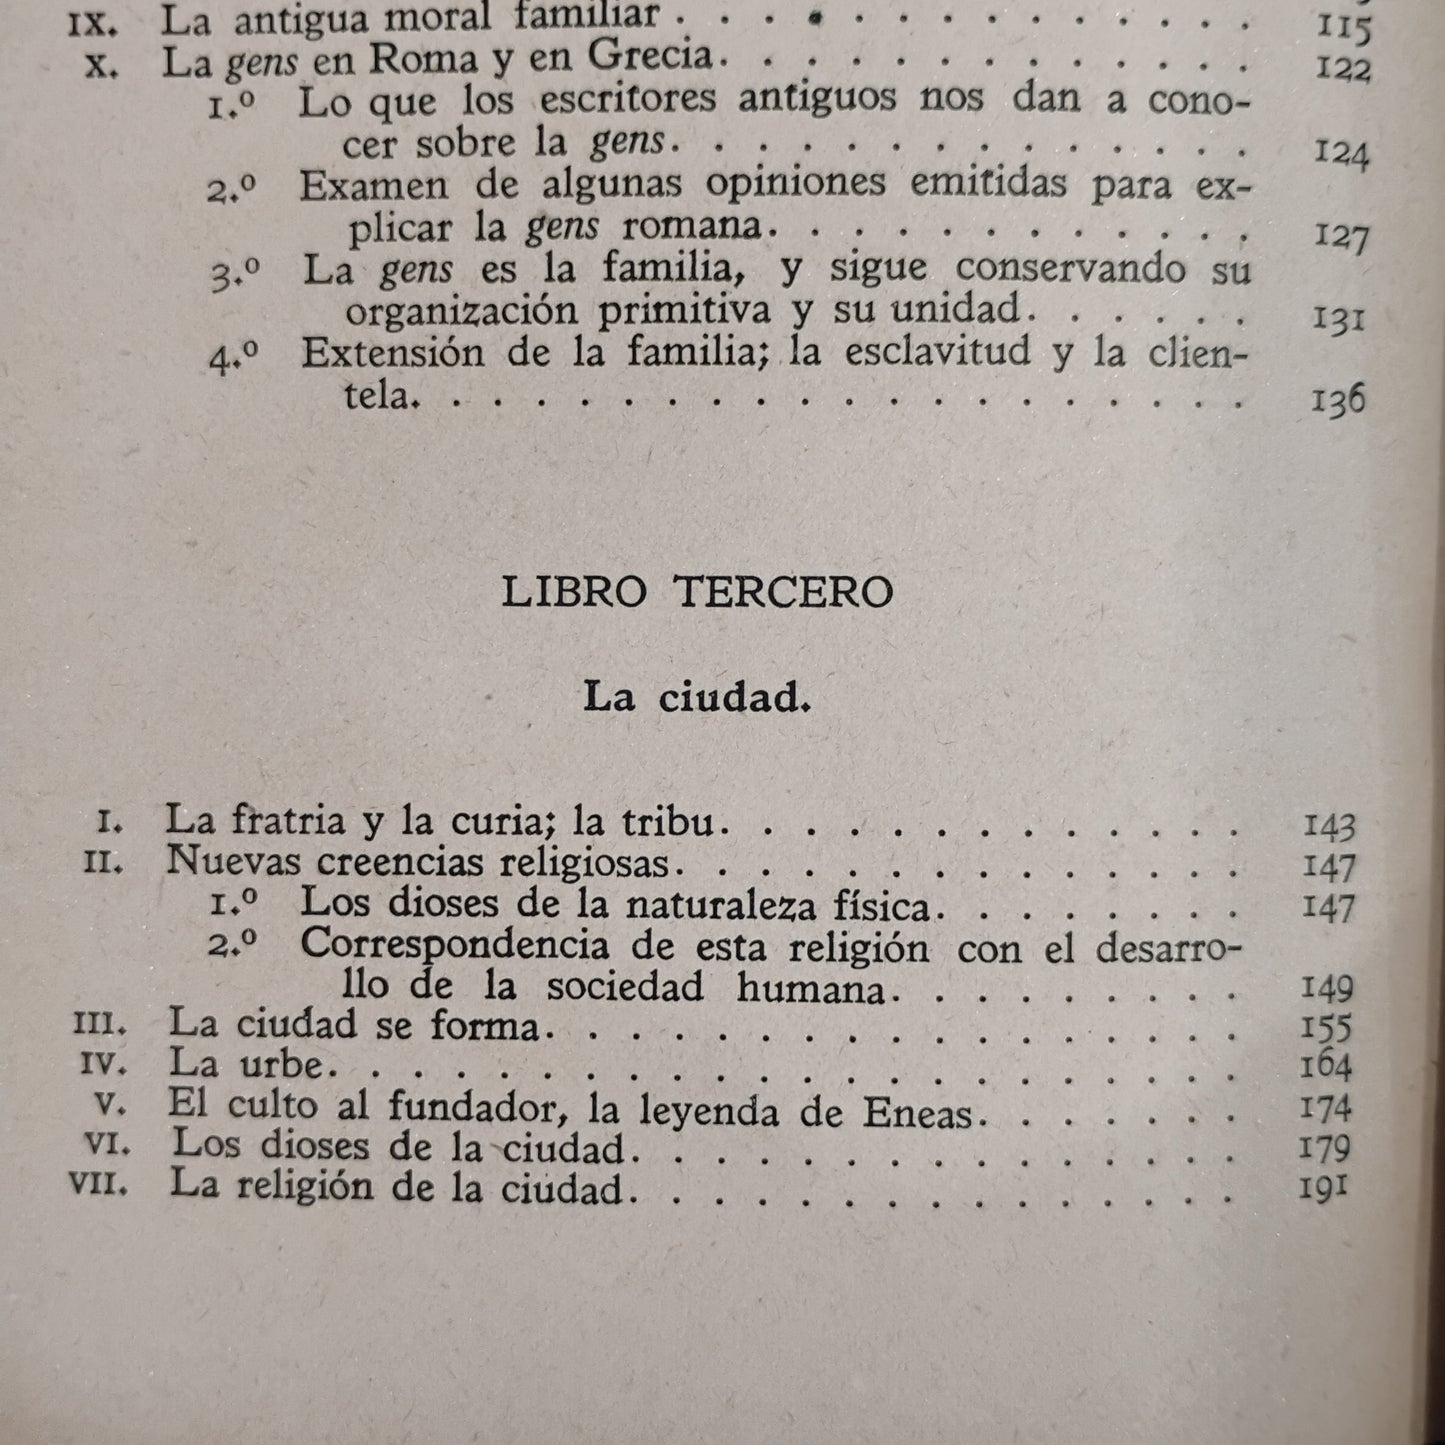 IX. La antigua moral familiar . . . . . . . . . . . . . . 115
X. La gens en Roma y en Grecia. . . . . . . . . . . . . 122
1.º Lo que los escritores antiguos nos dan a cono-
cer sobre la gens. . . . . . . . . . . . . . 124
2.º Examen de algunas opiniones emitidas para ex-
plicar la gens romana. . . . . . . . . . . . 127
3.º La gens es la familia, y sigue conservando su
organización primitiva y su unidad. . . . . . 131
4.º Extensión de la familia; la esclavitud y la clien-
tela. . . . . . . . . . . . . . . . . . . . 136
LIBRO TERCERO
La ciudad.
I. La fratria y la curia; la tribu. . . . . . . . . . . . . 143
II. Nuevas creencias religiosas. . . . . . . . . . . . . . 147
1.º Los dioses de la naturaleza física. . . . . . . . 147
2.º Correspondencia de esta religión con el desarro-
llo de la sociedad humana. . . . . . . . . 149
III. La ciudad se forma. . . . . . . . . . . . . . . . . 155
IV. La urbe. . . . . . . . . . . . . . . . . . . . . . 164
V. El culto al fundador, la leyenda de Eneas. . . . . . . 174
VI. Los dioses de la ciudad. . . . . . . . . . . . . . . 179
VII. La religión de la ciudad. . . . . . . . . . . . . . . 191